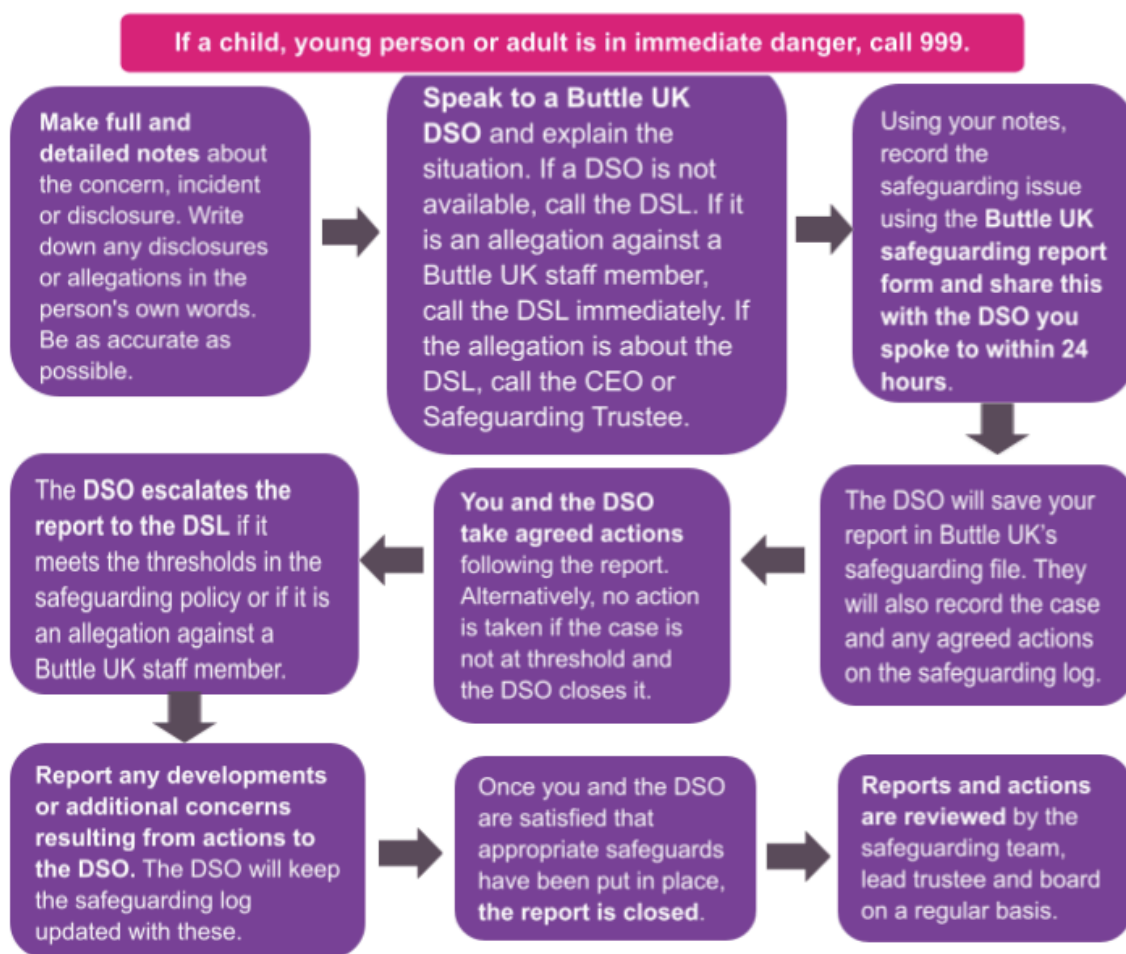 If a child, young person or adult is in immediate danger, call 999.
Make full and
detailed notes about
the concern, incident
or disclosure. Write
down any disclosures
or allegations in the
person's own words.
Be as accurate as
possible.
Speak to a Buttle UK
DSO and explain the
situation. If a DSO is not
available, call the DSL. If it
is an allegation against a
Buttle UK staff member,
call the DSL immediately. If
the allegation is about the
DSL, call the CEO or
Safeguarding Trustee.
Using your notes,
record the
safeguarding issue
using the Buttle UK
safeguarding report
form and share this
with the DSO you
spoke to within 24
hours.
The DSO will save your
report in Buttle UK's
safeguarding file. They
will also record the case
and any agreed actions
on the safeguarding log.
You and the DSO
take agreed actions
following the report.
Alternatively, no action
is taken if the case is
not at threshold and
the DSO closes it.
The DSO escalates the
report to the DSL if it
meets the thresholds in the
safeguarding policy or if it is
an allegation against a
Buttle UK staff member.
Report any developments
or additional concerns
resulting from actions to
the DSO. The DSO will keep
the safeguarding log
updated with these.
Once you and the DSO
are satisfied that
appropriate safeguards
have been put in place,
the report is closed.
Reports and actions
are reviewed by the
safeguarding team,
lead trustee and board
on a regular basis.